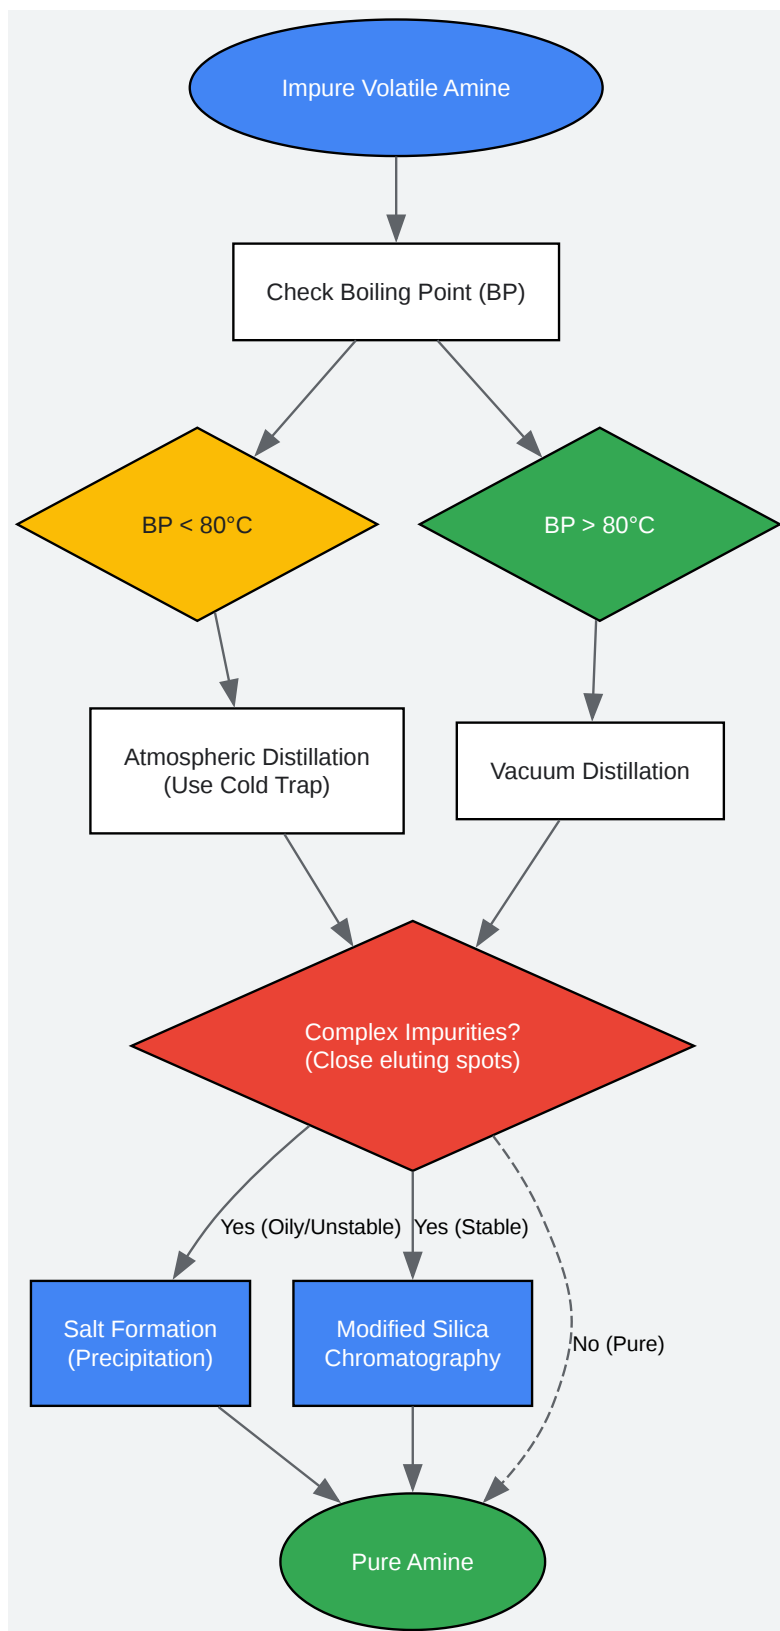 Impure Volatile Amine
Check Boiling Point (BP)
BP < 80°C
BP > 80°C
Atmospheric Distillation
(Use Cold Trap)
Vacuum Distillation
Complex Impurities?
(Close eluting spots)
Yes (Oily/Unstable)
Yes (Stable)
No (Pure)
Salt Formation
(Precipitation)
Modified Silica
Chromatography
Pure Amine